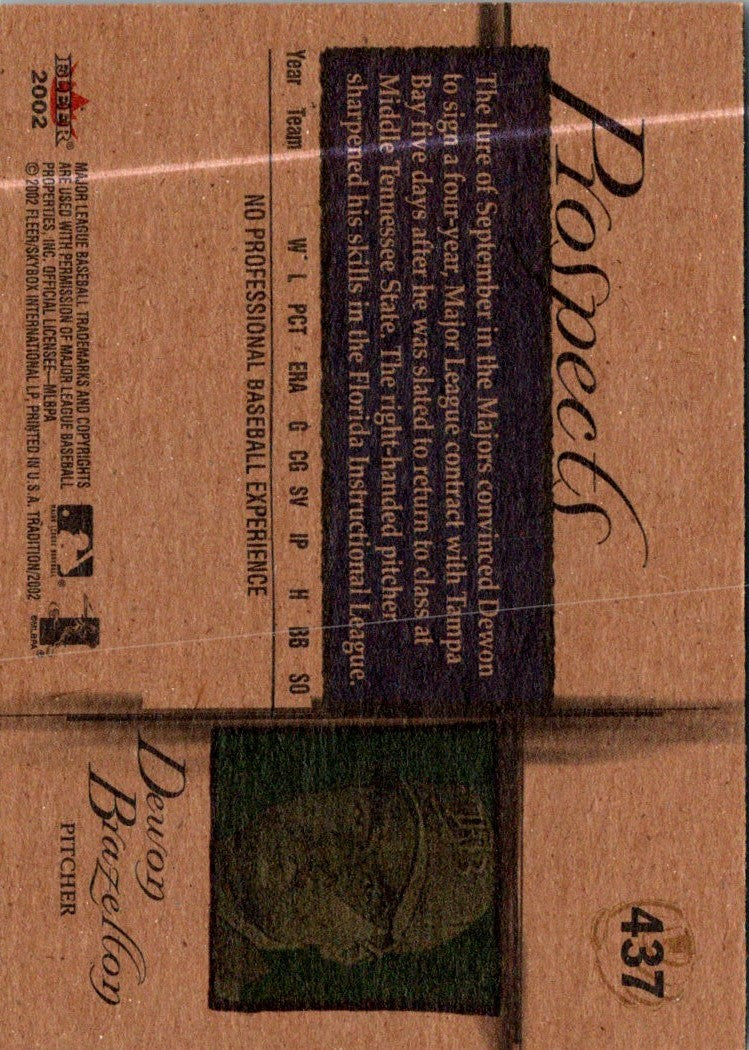 Prospects
The lure of September in the Majors convinced Dewon
to sign a four-year, Major League contract with Tampa
Bay five days after he was slated to return to class at
Middle Tennessee State. The right-handed pitcher
sharpened his skills in the Florida Instructional League.
Year Team W L PCT ERA G CG SV IP H BB SO
NO PROFESSIONAL BASEBALL EXPERIENCE
FLEER®
2002
MAJOR LEAGUE BASEBALL TRADEMARKS AND COPYRIGHTS
ARE USED WITH PERMISSION OF MAJOR LEAGUE BASEBALL
PROPERTIES, INC. OFFICIAL LICENSEE–MLBPA
© 2002 FLEER/SKYBOX INTERNATIONAL LP, PRINTED IN U.S.A. TRADITION/2002
©MLBPA
437
Dewon
Brazelton
PITCHER